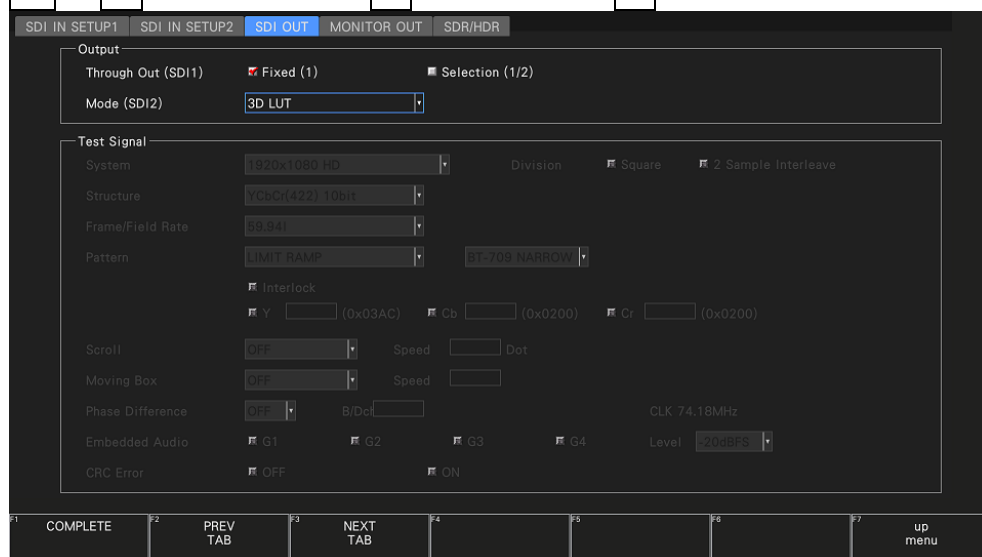 SDI IN SETUP1 SDI IN SETUP2 SDI OUT MONITOR OUT SDR/HDR
Output
Through Out (SDI1) Fixed (1) Selection (1/2)
Mode (SDI2) 3D LUT
Test Signal
System 1920x1080 HD Division Square 2 Sample Interleave
Structure YCbCr(422) 10bit
Frame/Field Rate 59.94I
Pattern LIMIT RAMP BT-709 NARROW
Interlock
Y (0x03AC) Cb (0x0200) Cr (0x0200)
Scroll OFF Speed Dot
Moving Box OFF Speed
Phase Difference OFF CLK 74.18MHz
Embedded Audio G1 G2 G3 G4 Level -20dBFS
CRC Error OFF ON
F1 COMPLETE F2 PREV TAB F3 NEXT TAB F4 F5 F6 F7 up menu